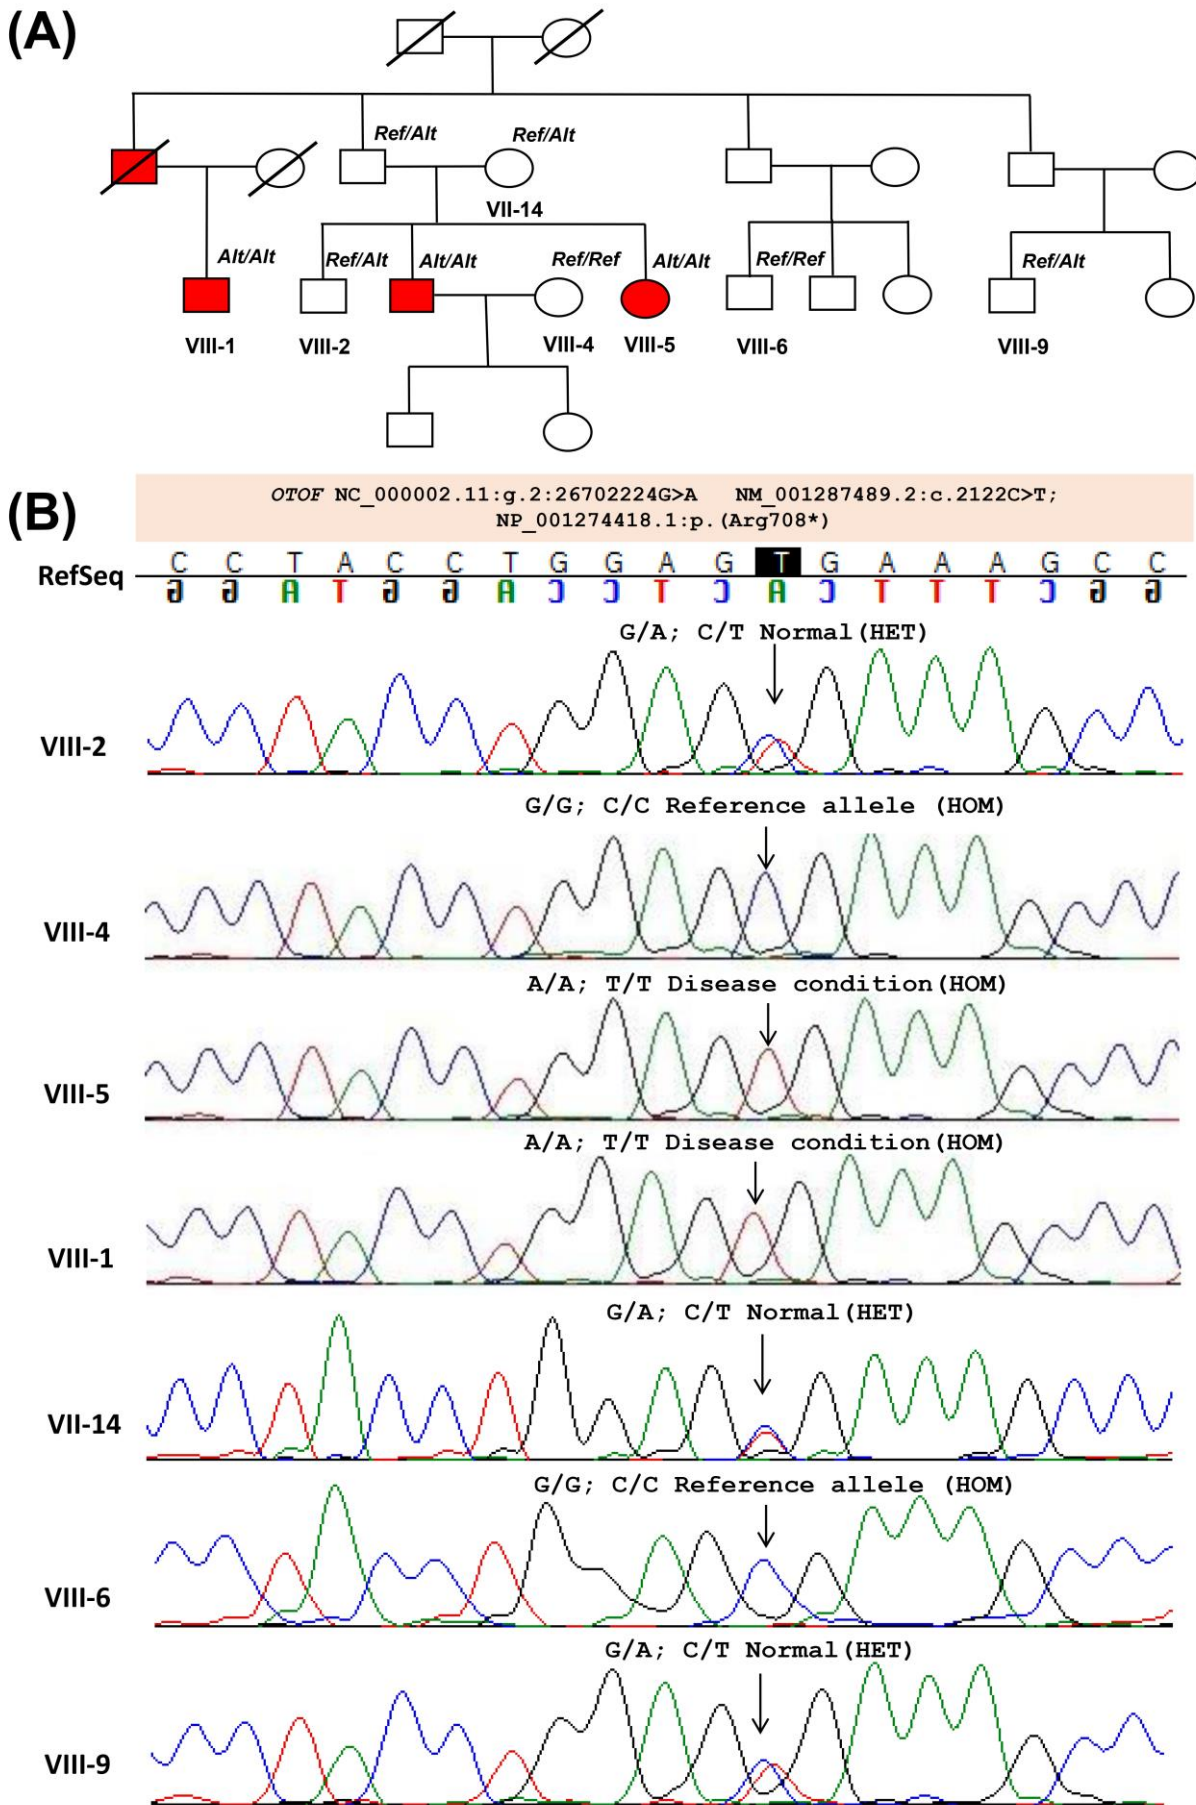 (A)
Ref/Alt Ref/Alt
VII-14
Alt/Alt Ref/Alt Alt/Alt Ref/Ref Alt/Alt Ref/Ref Ref/Alt
VIII-1 VIII-2 VIII-4 VIII-5 VIII-6 VIII-9
(B)
OTOF NC_000002.11:g.2:26702224G>A NM_001287489.2:c.2122C>T;
NP_001274418.1:p.(Arg708*)
RefSeq
C C T A C C T G G A G T G A A A G C C
G G A T G G A C C T C A C T T T C G G
G/A; C/T Normal(HET)
VIII-2
G/G; C/C Reference allele (HOM)
VIII-4
A/A; T/T Disease condition(HOM)
VIII-5
A/A; T/T Disease condition(HOM)
VIII-1
G/A; C/T Normal(HET)
VII-14
G/G; C/C Reference allele (HOM)
VIII-6
G/A; C/T Normal(HET)
VIII-9